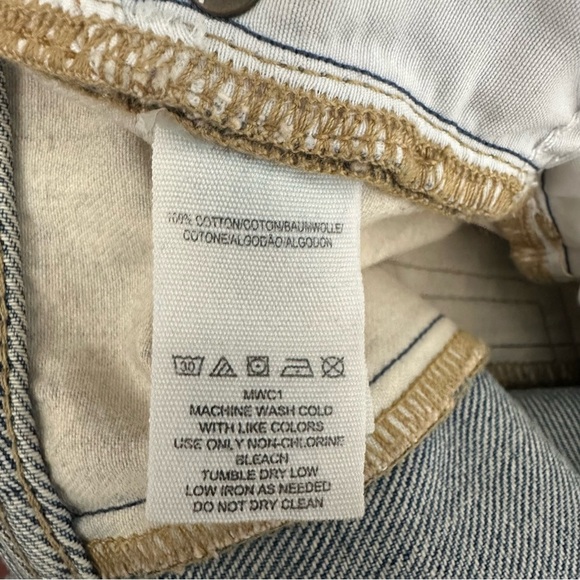 100% COTTON/COTON/BAUMWOLLE/
COTONE/ALGODÃO/ALGODON
30
MWC1
MACHINE WASH COLD
WITH LIKE COLORS
USE ONLY NON-CHLORINE
BLEACH
TUMBLE DRY LOW
LOW IRON AS NEEDED
DO NOT DRY CLEAN